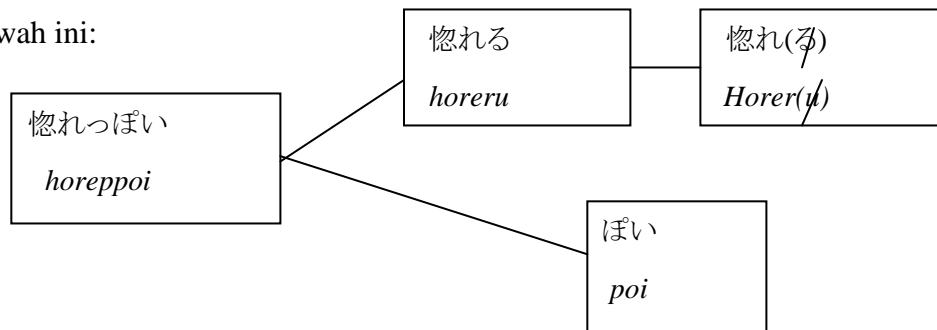 wah ini:
惚れる
horeru
惚れ(る)
Horer(u)
惚れっぽい
horeppoi
ぽい
poi